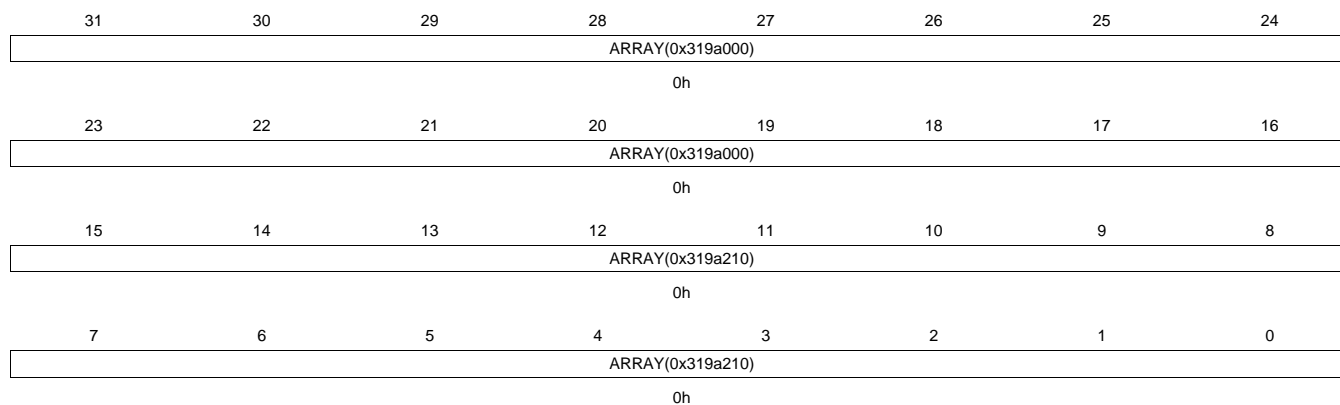 31 30 29 28 27 26 25 24
ARRAY(0x319a000)
0h
23 22 21 20 19 18 17 16
ARRAY(0x319a000)
0h
15 14 13 12 11 10 9 8
ARRAY(0x319a210)
0h
7 6 5 4 3 2 1 0
ARRAY(0x319a210)
0h